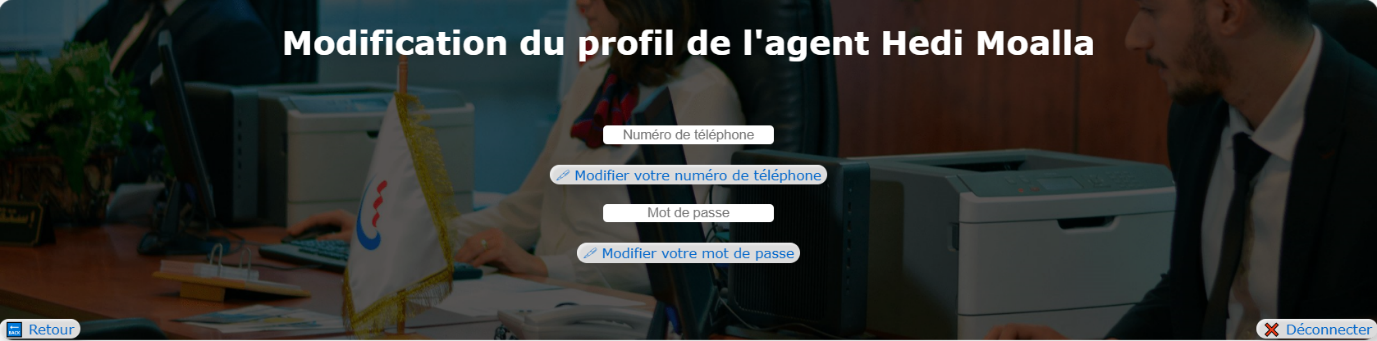 Modification du profil de l'agent Hedi Moalla
Numéro de téléphone
Modifier votre numéro de téléphone
Mot de passe
Modifier votre mot de passe
BACK Retour
Déconnecter